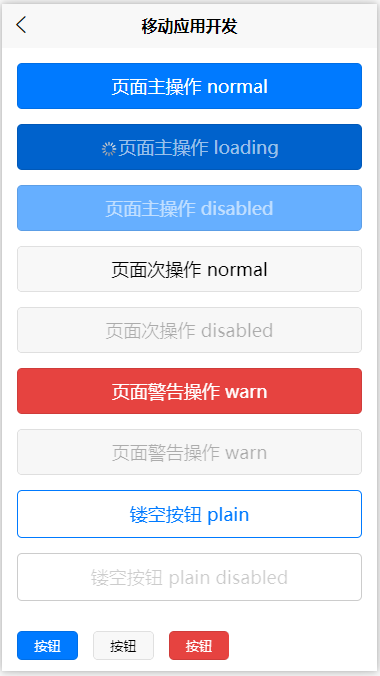 移动应用开发
页面主操作 normal
页面主操作 loading
页面主操作 disabled
页面次操作 normal
页面次操作 disabled
页面警告操作 warn
页面警告操作 warn
镂空按钮 plain
镂空按钮 plain disabled
按钮 按钮 按钮